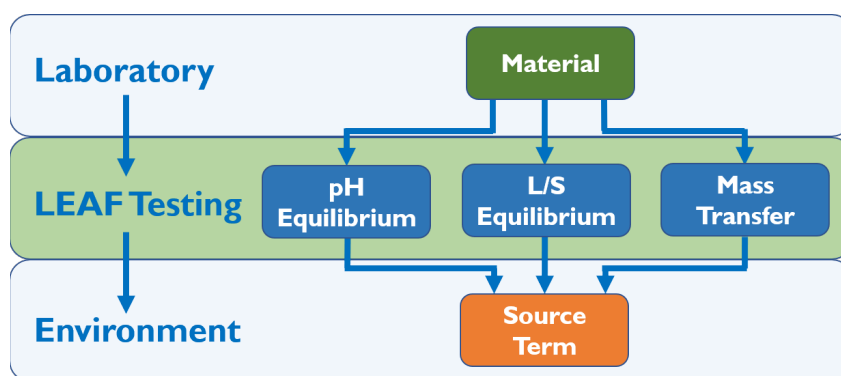 Laboratory
Material
LEAF Testing
pH
Equilibrium
L/S
Equilibrium
Mass
Transfer
Environment
Source
Term